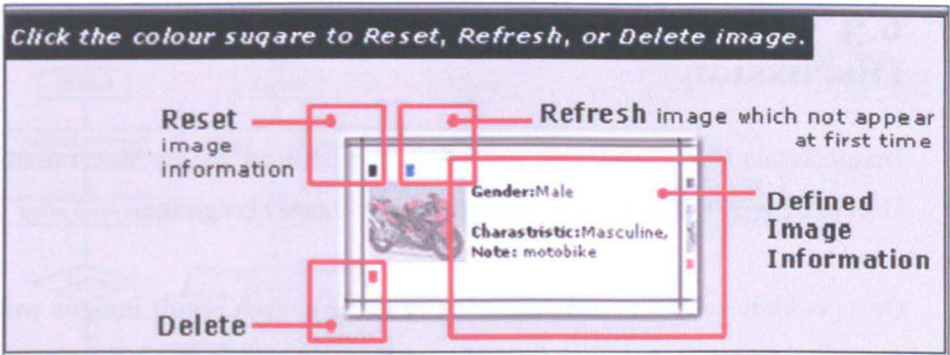 Click the colour suqare to Reset, Refresh, or Delete image.
Reset
image
information
Refresh image which not appear
at first time
Gender:Male
Charastristic:Masculine,
Note: motobike
Defined
Image
Information
Delete